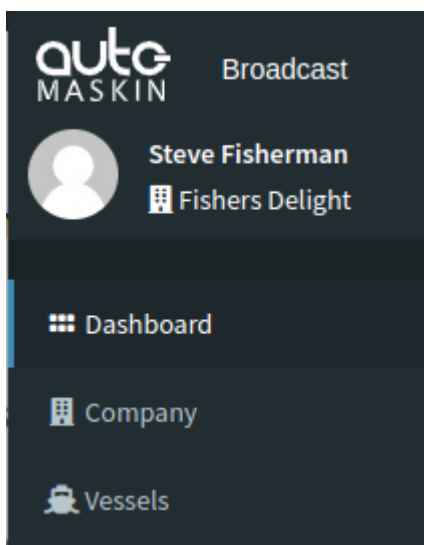 auto
MASKIN
Broadcast
Steve Fisherman
Fishers Delight
Dashboard
Company
Vessels